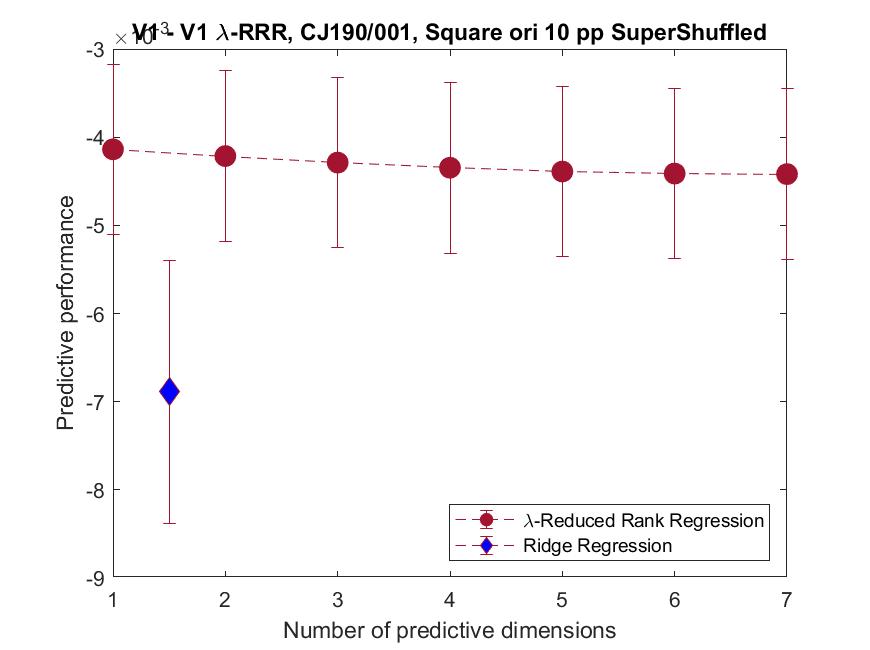 V1 - V1 λ-RRR, CJ190/001, Square ori 10 pp SuperShuffled
×10-3
-3
-4
-5
-6
-7
-8
-9
Predictive performance
1 2 3 4 5 6 7
Number of predictive dimensions
λ-Reduced Rank Regression
Ridge Regression